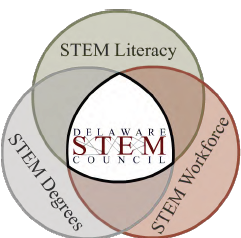 STEM Literacy
DELAWARE
STEM
COUNCIL
STEM Degrees
STEM Workforce